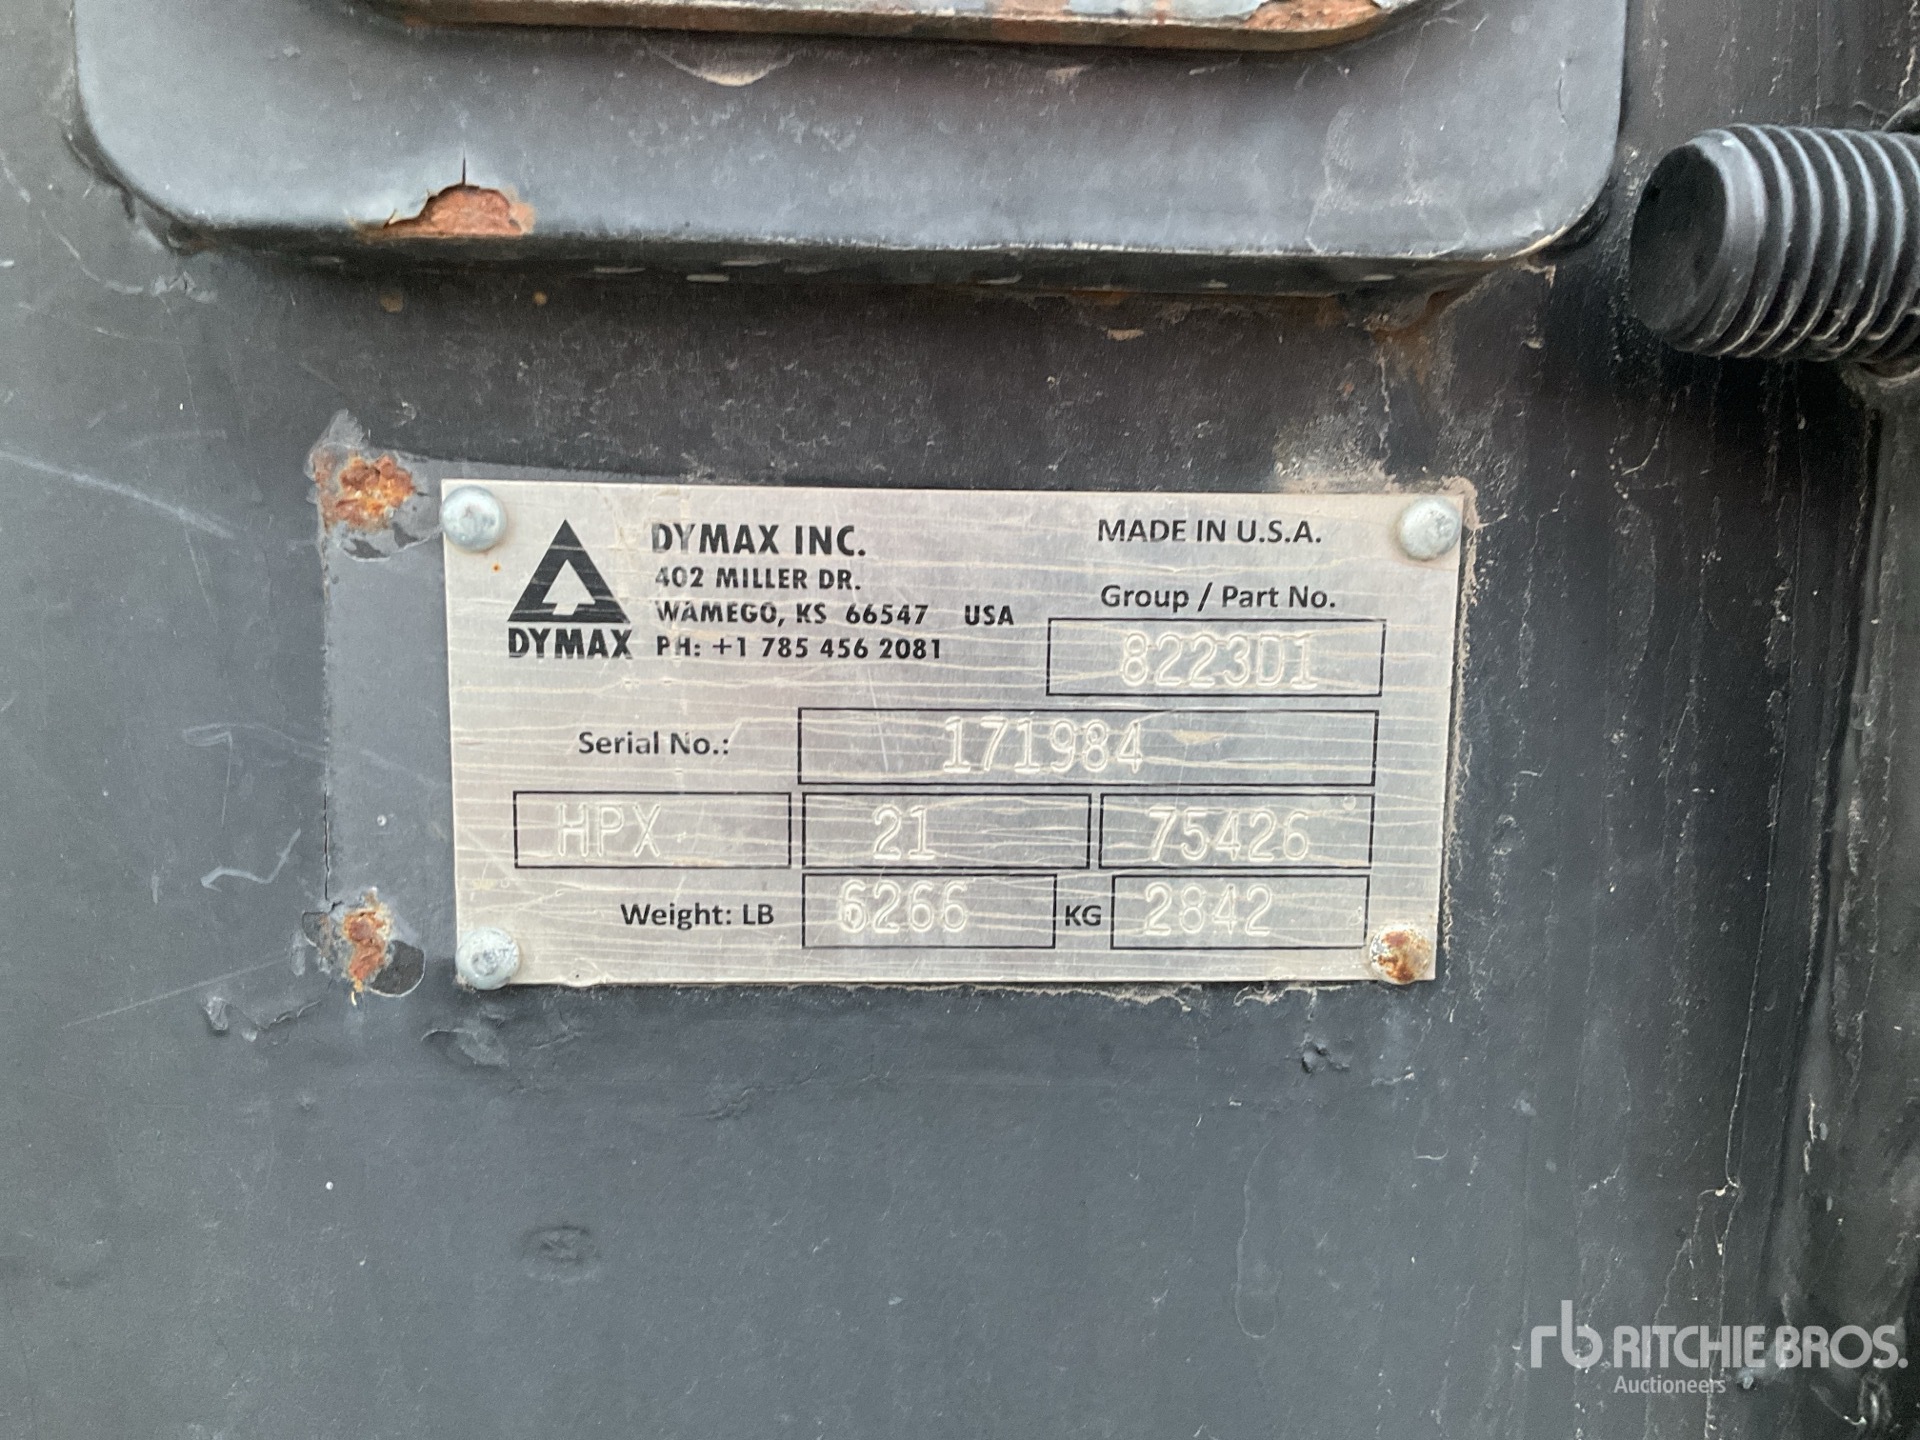 DYMAX
DYMAX INC.
402 MILLER DR.
WAMEGO, KS 66547 USA
PH: +1 785 456 2081
MADE IN U.S.A.
Group / Part No.
8223D1
Serial No.: 171984
HPX 21 75426
Weight: LB 6266 KG 2842
rb RITCHIE BROS.
Auctioneers